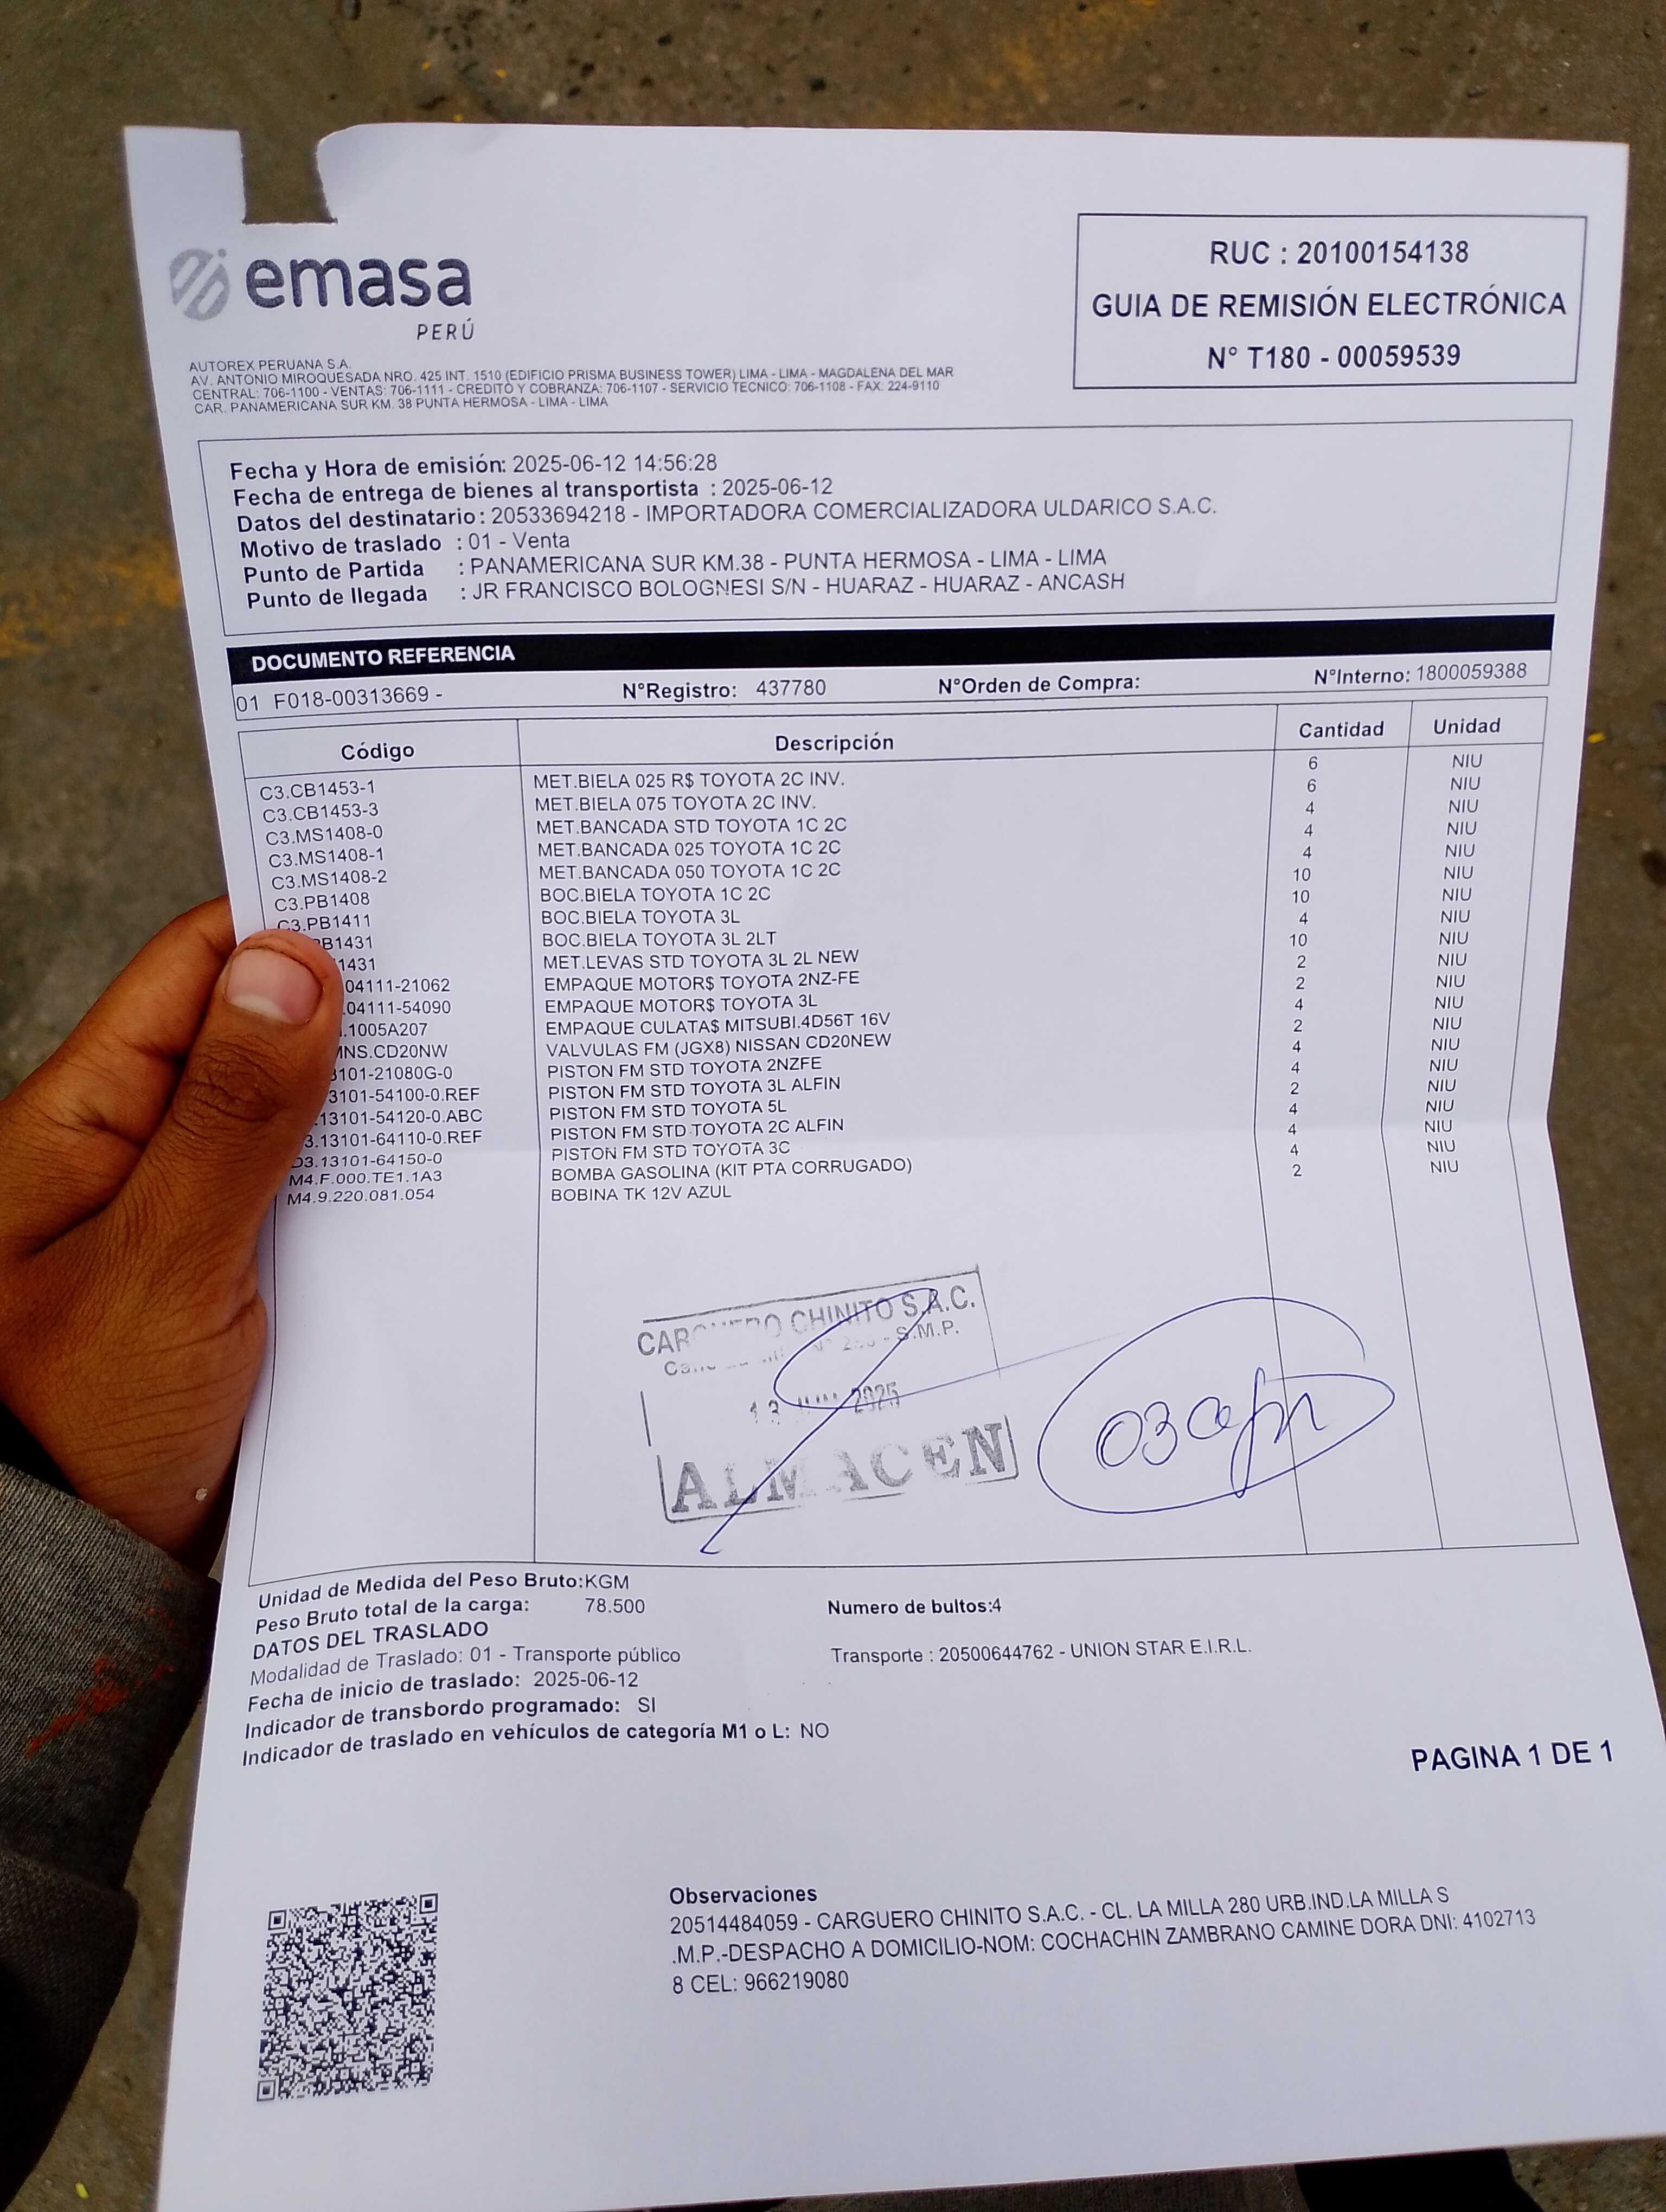 emasa
PERÚ
RUC : 20100154138
GUIA DE REMISIÓN ELECTRÓNICA
N° T180 - 00059539
AUTOREX PERUANA S.A.
AV. ANTONIO MIROQUESADA NRO. 425 INT. 1510 (EDIFICIO PRISMA BUSINESS TOWER) LIMA - LIMA - MAGDALENA DEL MAR
CENTRAL: 706-1100 - VENTAS: 706-1111 - CREDITO Y COBRANZA: 706-1107 - SERVICIO TECNICO: 706-1108 - FAX: 224-9110
CAR. PANAMERICANA SUR KM. 38 PUNTA HERMOSA - LIMA - LIMA
Fecha y Hora de emisión: 2025-06-12 14:56:28
Fecha de entrega de bienes al transportista : 2025-06-12
Datos del destinatario : 20533694218 - IMPORTADORA COMERCIALIZADORA ULDARICO S.A.C.
Motivo de traslado : 01 - Venta
Punto de Partida : PANAMERICANA SUR KM.38 - PUNTA HERMOSA - LIMA - LIMA
Punto de llegada : JR FRANCISCO BOLOGNESI S/N - HUARAZ - HUARAZ - ANCASH
DOCUMENTO REFERENCIA
01 F018-00313669 - N°Registro: 437780 N°Orden de Compra: N°Interno: 1800059388
Código Descripción Cantidad Unidad
C3.CB1453-1 MET.BIELA 025 R$ TOYOTA 2C INV. 6 NIU
C3.CB1453-3 MET.BIELA 075 TOYOTA 2C INV. 6 NIU
C3.MS1408-0 MET.BANCADA STD TOYOTA 1C 2C 4 NIU
C3.MS1408-1 MET.BANCADA 025 TOYOTA 1C 2C 4 NIU
C3.MS1408-2 MET.BANCADA 050 TOYOTA 1C 2C 4 NIU
C3.PB1408 BOC.BIELA TOYOTA 1C 2C 10 NIU
C3.PB1411 BOC.BIELA TOYOTA 3L 10 NIU
B1431 BOC.BIELA TOYOTA 3L 2LT 4 NIU
1431 MET.LEVAS STD TOYOTA 3L 2L NEW 10 NIU
04111-21062 EMPAQUE MOTOR$ TOYOTA 2NZ-FE 2 NIU
.04111-54090 EMPAQUE MOTOR$ TOYOTA 3L 2 NIU
.1005A207 EMPAQUE CULATA$ MITSUBI.4D56T 16V 4 NIU
NS.CD20NW VALVULAS FM (JGX8) NISSAN CD20NEW 2 NIU
3101-21080G-0 PISTON FM STD TOYOTA 2NZFE 4 NIU
3101-54100-0.REF PISTON FM STD TOYOTA 3L ALFIN 4 NIU
13101-54120-0.ABC PISTON FM STD TOYOTA 5L 2 NIU
3.13101-64110-0.REF PISTON FM STD TOYOTA 2C ALFIN 4 NIU
D3.13101-64150-0 PISTON FM STD TOYOTA 3C 4 NIU
M4.F.000.TE1.1A3 BOMBA GASOLINA (KIT PTA CORRUGADO) 4 NIU
M4.9.220.081.054 BOBINA TK 12V AZUL 2 NIU
CARGUERO CHINITO S.A.C.
S.M.P.
13 JUN 2025
ALMACEN
Unidad de Medida del Peso Bruto:KGM
Peso Bruto total de la carga: 78.500 Numero de bultos:4
DATOS DEL TRASLADO
Modalidad de Traslado: 01 - Transporte público Transporte : 20500644762 - UNION STAR E.I.R.L.
Fecha de inicio de traslado: 2025-06-12
Indicador de transbordo programado: SI
Indicador de traslado en vehículos de categoría M1 o L: NO
PAGINA 1 DE 1
Observaciones
20514484059 - CARGUERO CHINITO S.A.C. - CL. LA MILLA 280 URB.IND.LA MILLA S
.M.P.-DESPACHO A DOMICILIO-NOM: COCHACHIN ZAMBRANO CAMINE DORA DNI: 4102713
8 CEL: 966219080